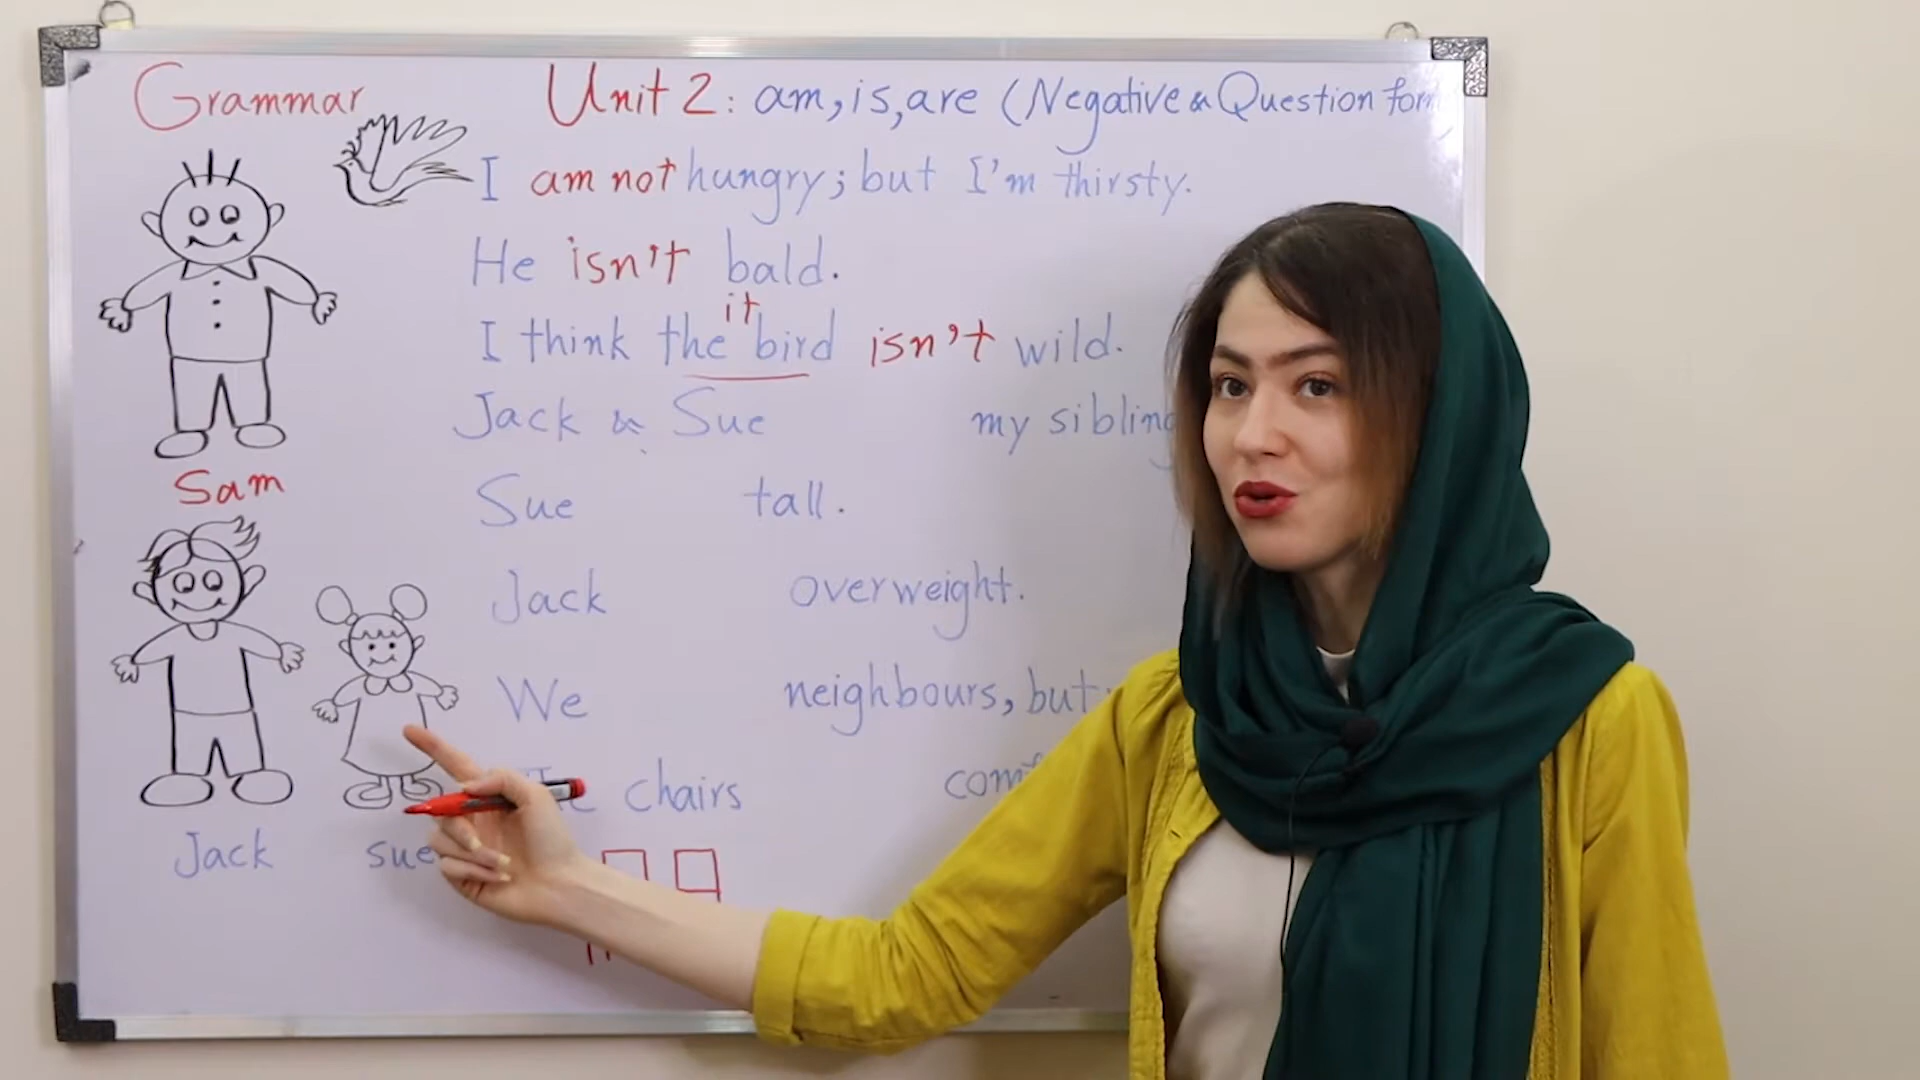 Grammar
Unit 2: am, is, are (Negative & Question form
I am not hungry; but I'm thirsty.
He isn't bald.
it
I think the bird isn't wild.
Jack & Sue my sibling
Sue tall.
Jack overweight.
We neighbours, but
chairs
Sam
Jack sue